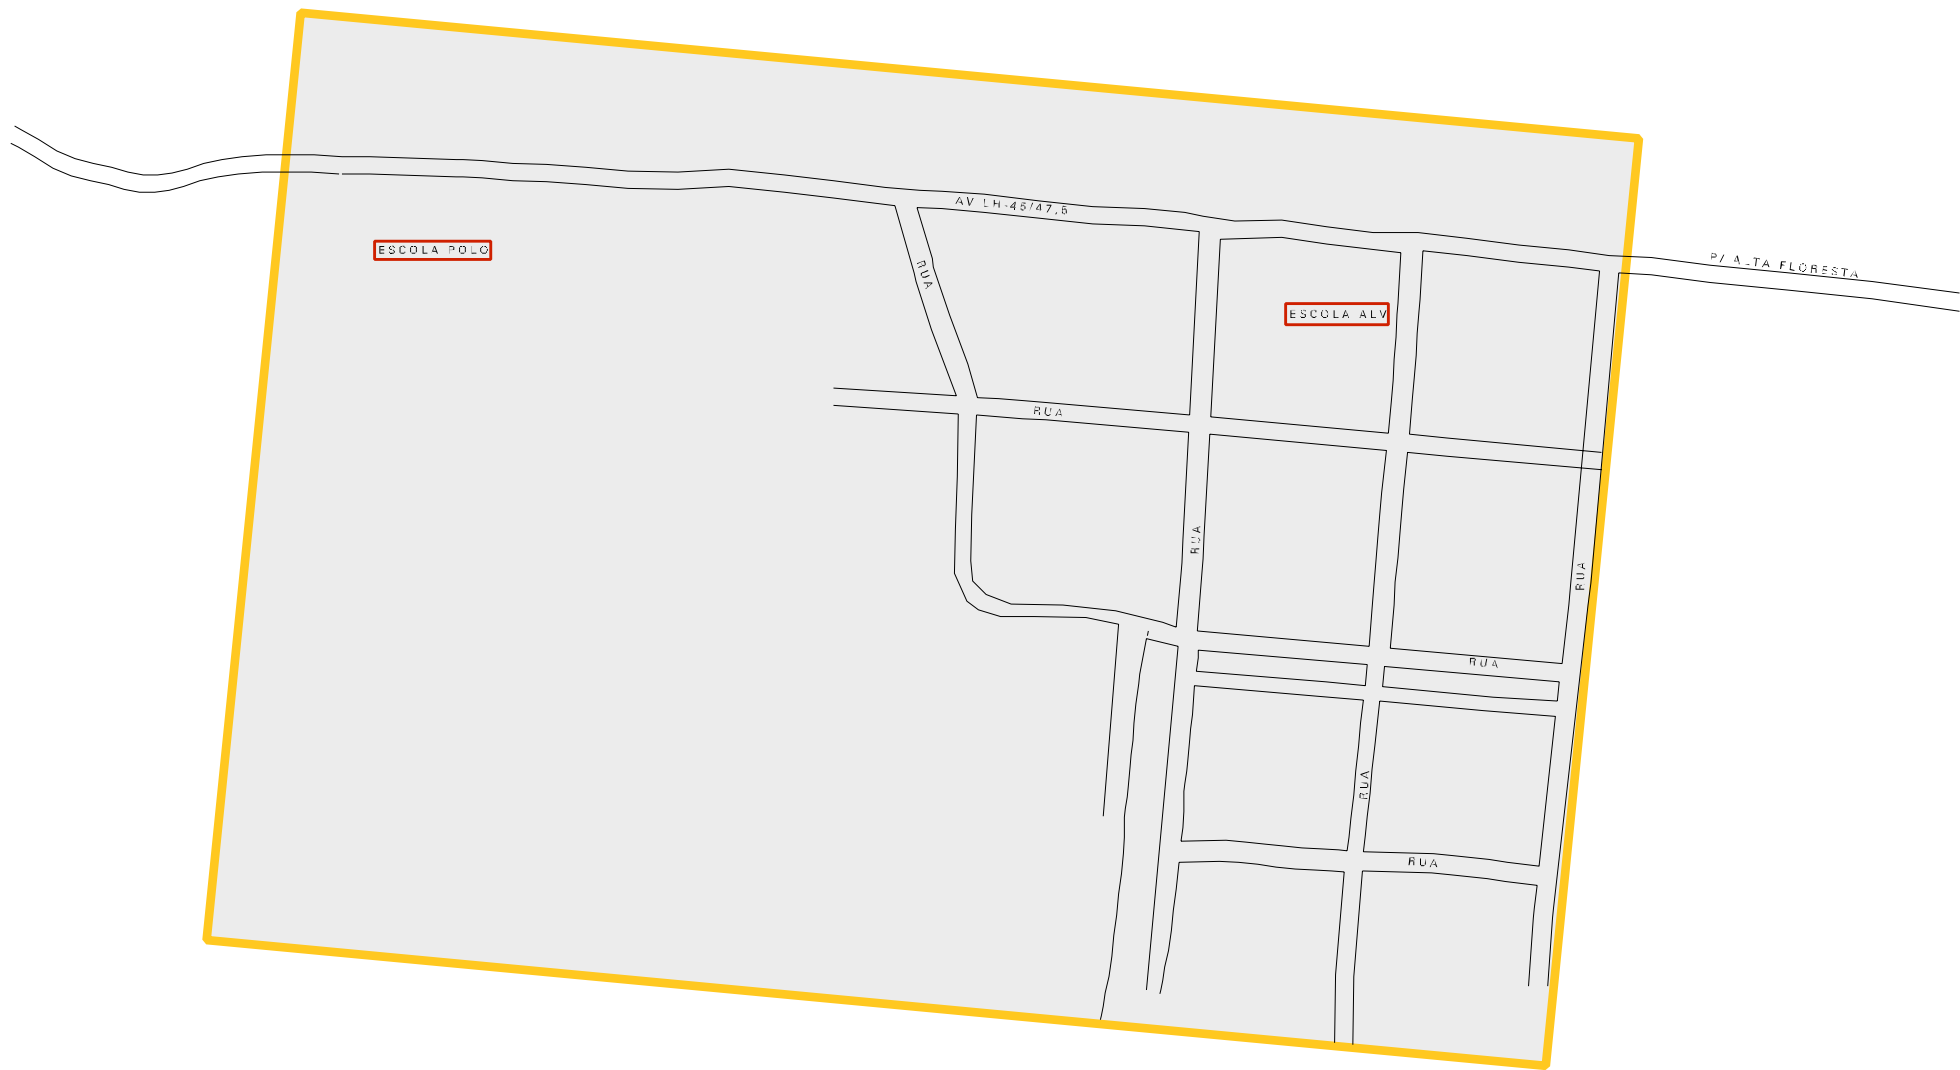 AV LH-45/47,5
ESCOLA POLO
P/ ALTA FLORESTA
RUA
ESCOLA ALV
RUA
RUA
RUA
RUA
RUA
RUA